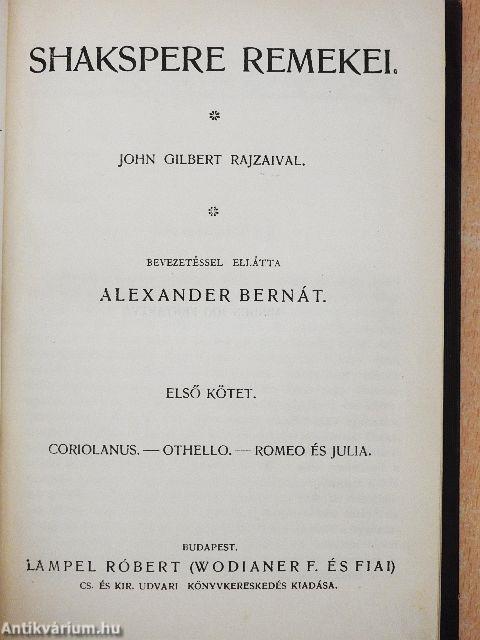 SHAKSPERE REMEKEI.
JOHN GILBERT RAJZAIVAL.
BEVEZETÉSSEL ELLÁTTA
ALEXANDER BERNÁT.
ELSŐ KÖTET.
CORIOLANUS. — OTHELLO. — ROMEO ÉS JULIA.
BUDAPEST.
LAMPEL RÓBERT (WODIANER F. ÉS FIAI)
CS. ÉS KIR. UDVARI KÖNYVKERESKEDÉS KIADÁSA.
Antikvárium.hu